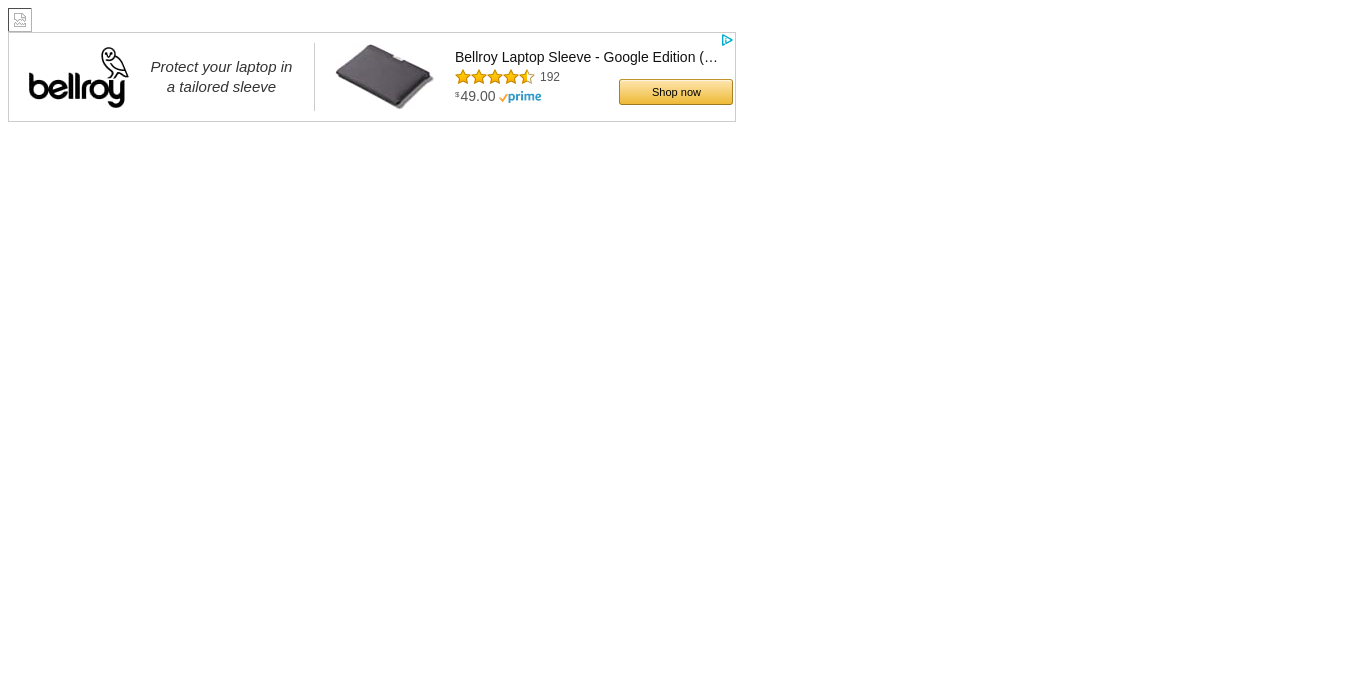 bellroy
Protect your laptop in
a tailored sleeve
Bellroy Laptop Sleeve - Google Edition (…
192
$49.00 prime
Shop now